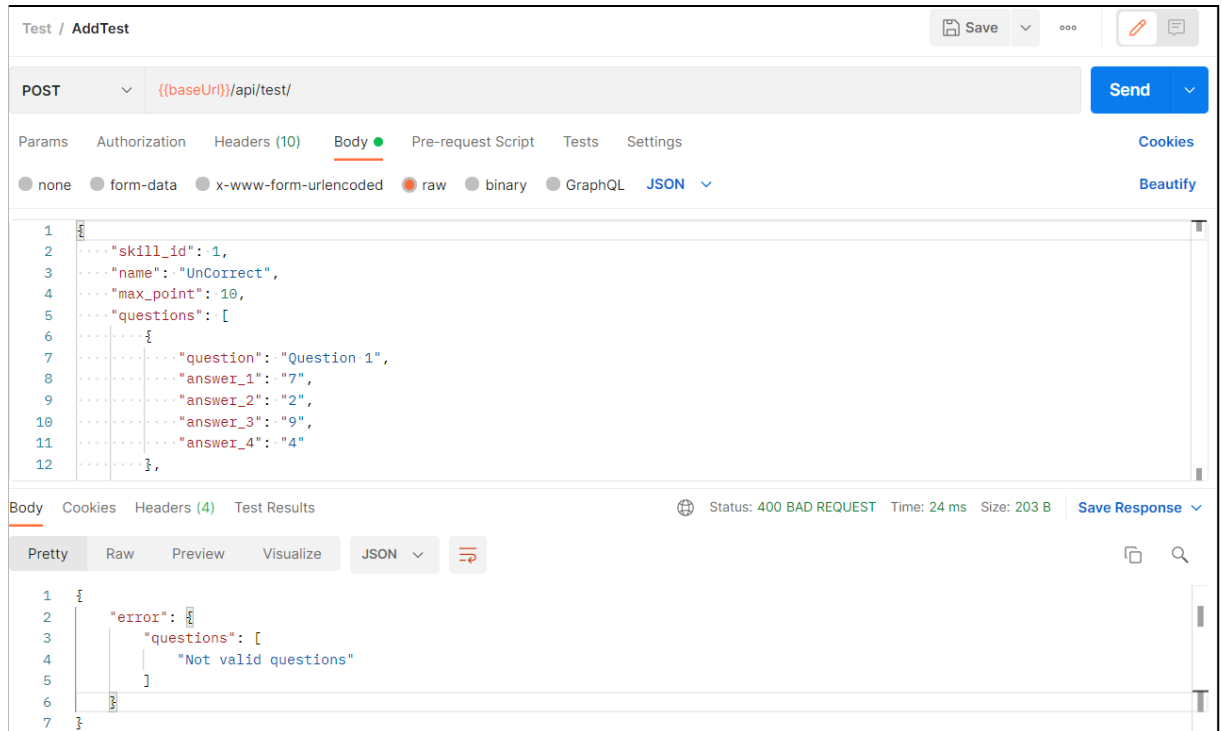 Test / AddTest
Save
POST {{baseUrl}}/api/test/ Send
Params Authorization Headers (10) Body Pre-request Script Tests Settings Cookies
none form-data x-www-form-urlencoded raw binary GraphQL JSON Beautify
1 {
2 "skill_id": 1,
3 "name": "UnCorrect",
4 "max_point": 10,
5 "questions": [
6 {
7 "question": "Question 1",
8 "answer_1": "7",
9 "answer_2": "2",
10 "answer_3": "9",
11 "answer_4": "4"
12 },
Body Cookies Headers (4) Test Results Status: 400 BAD REQUEST Time: 24 ms Size: 203 B Save Response
Pretty Raw Preview Visualize JSON
1 {
2 "error": {
3 "questions": [
4 "Not valid questions"
5 ]
6 }
7 }